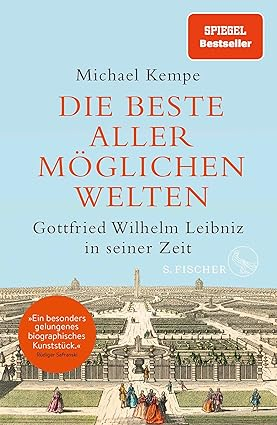 SPIEGEL
Bestseller
Michael Kempe
DIE BESTE
ALLER
MÖGLICHEN
WELTEN
Gottfried Wilhelm Leibniz
in seiner Zeit
S. FISCHER
»Ein besonders
gelungenes
biographisches
Kunststück.«
Rüdiger Safranski